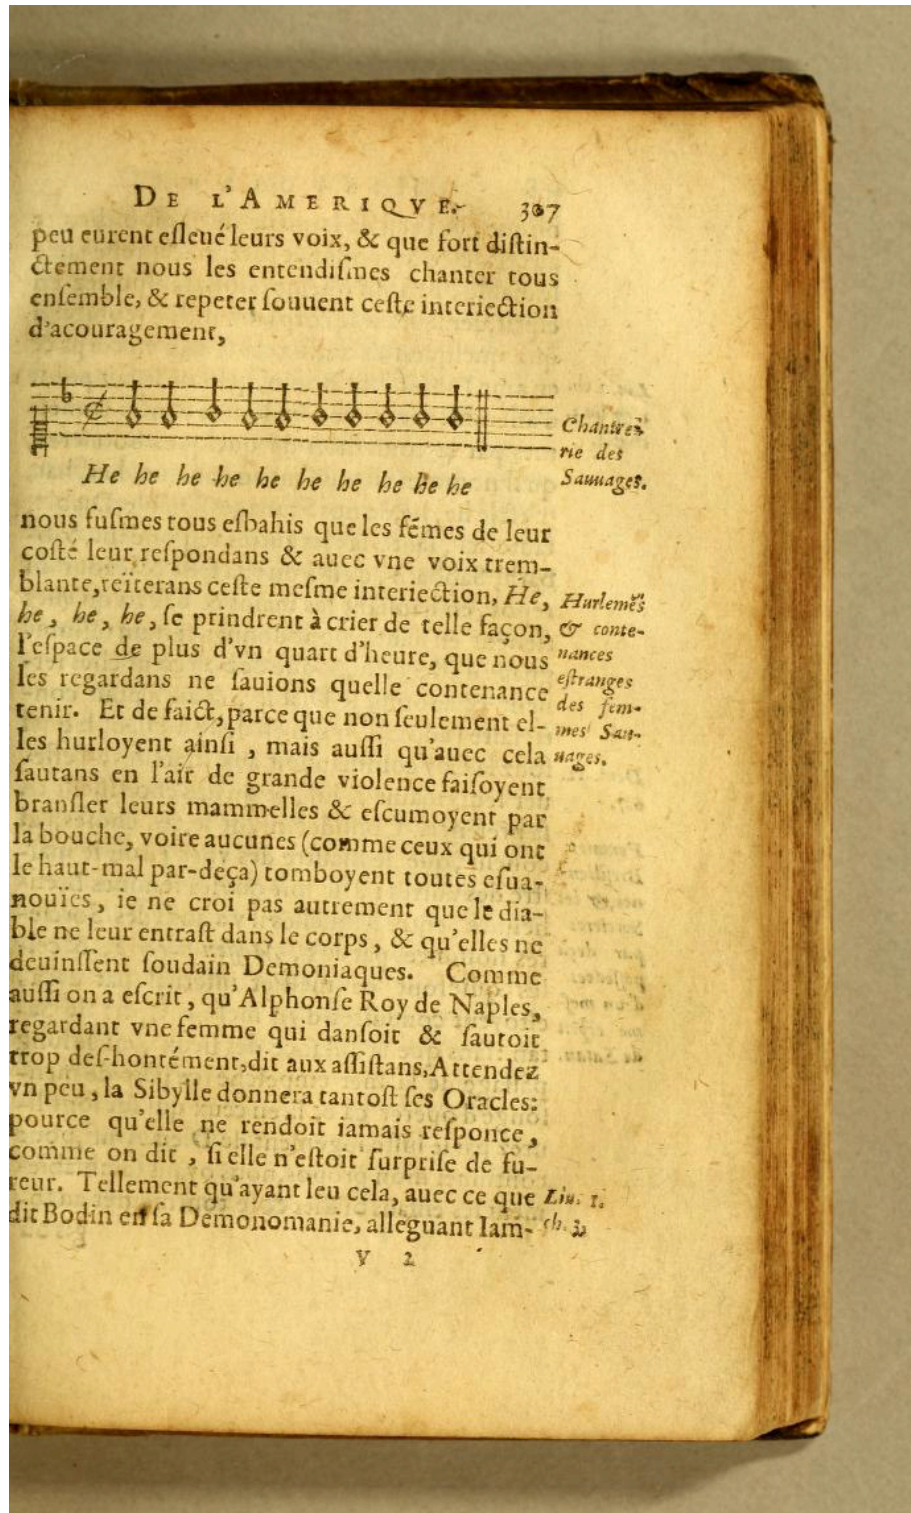 DE L'AMERIQVE. 307
peu eurent esleué leurs voix, & que fort distin-
ctement nous les entendismes chanter tous
ensemble, & repeter souuent ceste interiection
d'acouragement,
Chantre-
rie des
Sauuages.
He he he he he he he he he he
nous fusmes tous esbahis que les fẽmes de leur
costé leur respondans & auec vne voix trem-
blante, reïterans ceste mesme interiection, He,
he, he, he, se prindrent à crier de telle façon,
l'espace de plus d'vn quart d'heure, que nous
les regardans ne sauions quelle contenance
tenir. Et de faict, parce que non seulement el-
les hurloyent ainsi, mais aussi qu'auec cela
sautans en l'air de grande violence faisoyent
bransler leurs mammelles & escumoyent par
la bouche, voire aucunes (comme ceux qui ont
le haut-mal par-deça) tomboyent toutes esua-
nouïes, ie ne croi pas autrement que le dia-
ble ne leur entrast dans le corps, & qu'elles ne
deuinssent soudain Demoniaques. Comme
aussi on a escrit, qu'Alphonse Roy de Naples,
regardant vne femme qui dansoit & sautoit
trop des-hontément, dit aux assistans, Attendez
vn peu, la Sibylle donnera tantost ses Oracles:
pource qu'elle ne rendoit iamais responce,
comme on dit, si elle n'estoit surprise de fu-
reur. Tellement qu'ayant leu cela, auec ce que
dit Bodin en sa Demonomanie, alleguant Iam-
Hurlemẽs
& conte-
nances
estranges
des fem-
mes Sau-
uages.
Liu. 1.
ch. 3.
V 2